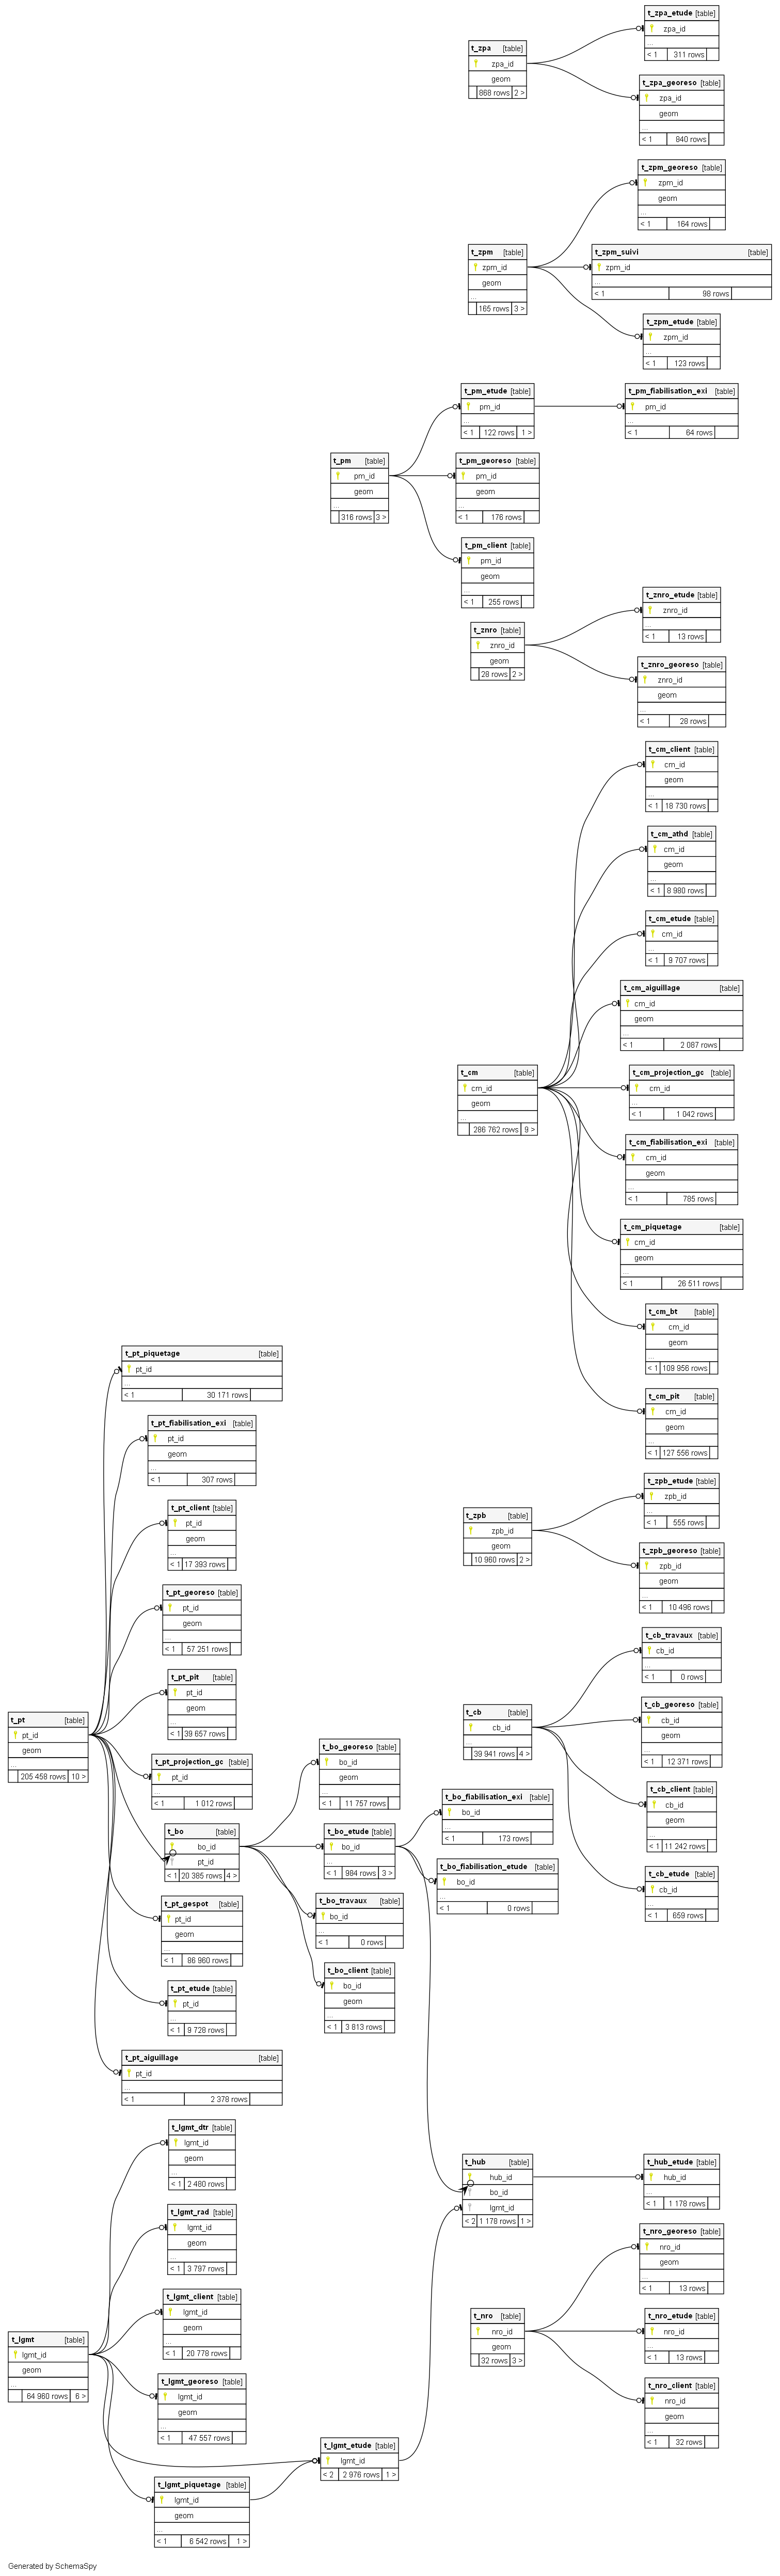 t_zpa_etude [table]
zpa_id
...
< 1 311 rows
t_zpa [table]
zpa_id
geom
868 rows 2 >
t_zpa_georeso [table]
zpa_id
geom
...
< 1 840 rows
t_zpm_georeso [table]
zpm_id
geom
...
< 1 164 rows
t_zpm [table]
zpm_id
geom
...
165 rows 3 >
t_zpm_suivi [table]
zpm_id
...
< 1 98 rows
t_zpm_etude [table]
zpm_id
...
< 1 123 rows
t_pm_etude [table]
pm_id
...
< 1 122 rows 1 >
t_pm_fiabilisation_exi [table]
pm_id
...
< 1 64 rows
t_pm [table]
pm_id
geom
...
316 rows 3 >
t_pm_georeso [table]
pm_id
geom
...
< 1 176 rows
t_pm_client [table]
pm_id
geom
...
< 1 255 rows
t_znro_etude [table]
znro_id
...
< 1 13 rows
t_znro [table]
znro_id
geom
28 rows 2 >
t_znro_georeso [table]
znro_id
geom
...
< 1 28 rows
t_cm_client [table]
cm_id
geom
...
< 1 18 730 rows
t_cm_athd [table]
cm_id
geom
...
< 1 8 980 rows
t_cm_etude [table]
cm_id
...
< 1 9 707 rows
t_cm_aiguillage [table]
cm_id
geom
...
< 1 2 087 rows
t_cm [table]
cm_id
geom
...
286 762 rows 9 >
t_cm_projection_gc [table]
cm_id
...
< 1 1 042 rows
t_cm_fiabilisation_exi [table]
cm_id
geom
...
< 1 785 rows
t_cm_piquetage [table]
cm_id
geom
...
< 1 26 511 rows
t_cm_bt [table]
cm_id
geom
...
< 1 109 956 rows
t_cm_pit [table]
cm_id
geom
...
< 1 127 556 rows
t_pt_piquetage [table]
pt_id
...
< 1 30 171 rows
t_pt_fiabilisation_exi [table]
pt_id
geom
...
< 1 307 rows
t_pt_client [table]
pt_id
geom
...
< 1 17 393 rows
t_zpb_etude [table]
zpb_id
...
< 1 555 rows
t_zpb [table]
zpb_id
geom
10 960 rows 2 >
t_zpb_georeso [table]
zpb_id
geom
...
< 1 10 496 rows
t_pt_georeso [table]
pt_id
geom
...
< 1 57 251 rows
t_cb_travaux [table]
cb_id
...
< 1 0 rows
t_pt_pit [table]
pt_id
geom
...
< 1 39 657 rows
t_pt [table]
pt_id
geom
...
205 458 rows 10 >
t_cb [table]
cb_id
...
39 941 rows 4 >
t_cb_georeso [table]
cb_id
geom
...
< 1 12 371 rows
t_pt_projection_gc [table]
pt_id
...
< 1 1 012 rows
t_bo_georeso [table]
bo_id
geom
...
< 1 11 757 rows
t_bo_fiabilisation_exi [table]
bo_id
...
< 1 173 rows
t_cb_client [table]
cb_id
geom
...
< 1 11 242 rows
t_bo [table]
bo_id
pt_id
< 1 20 385 rows 4 >
t_bo_etude [table]
bo_id
...
< 1 984 rows 3 >
t_bo_fiabilisation_etude [table]
bo_id
...
< 1 0 rows
t_cb_etude [table]
cb_id
...
< 1 659 rows
t_pt_gespot [table]
pt_id
geom
...
< 1 86 960 rows
t_bo_travaux [table]
bo_id
...
< 1 0 rows
t_bo_client [table]
bo_id
geom
...
< 1 3 813 rows
t_pt_etude [table]
pt_id
...
< 1 9 728 rows
t_pt_aiguillage [table]
pt_id
...
< 1 2 378 rows
t_lgmt_dtr [table]
lgmt_id
geom
...
< 1 2 480 rows
t_hub [table]
hub_id
bo_id
lgmt_id
< 2 1 178 rows 1 >
t_hub_etude [table]
hub_id
...
< 1 1 178 rows
t_lgmt_rad [table]
lgmt_id
geom
...
< 1 3 797 rows
t_nro_georeso [table]
nro_id
geom
...
< 1 13 rows
t_lgmt_client [table]
lgmt_id
geom
...
< 1 20 778 rows
t_nro [table]
nro_id
geom
32 rows 3 >
t_nro_etude [table]
nro_id
...
< 1 13 rows
t_lgmt [table]
lgmt_id
geom
...
64 960 rows 6 >
t_lgmt_georeso [table]
lgmt_id
geom
...
< 1 47 557 rows
t_nro_client [table]
nro_id
geom
...
< 1 32 rows
t_lgmt_etude [table]
lgmt_id
< 2 2 976 rows 1 >
t_lgmt_piquetage [table]
lgmt_id
geom
...
< 1 6 542 rows 1 >
Generated by SchemaSpy